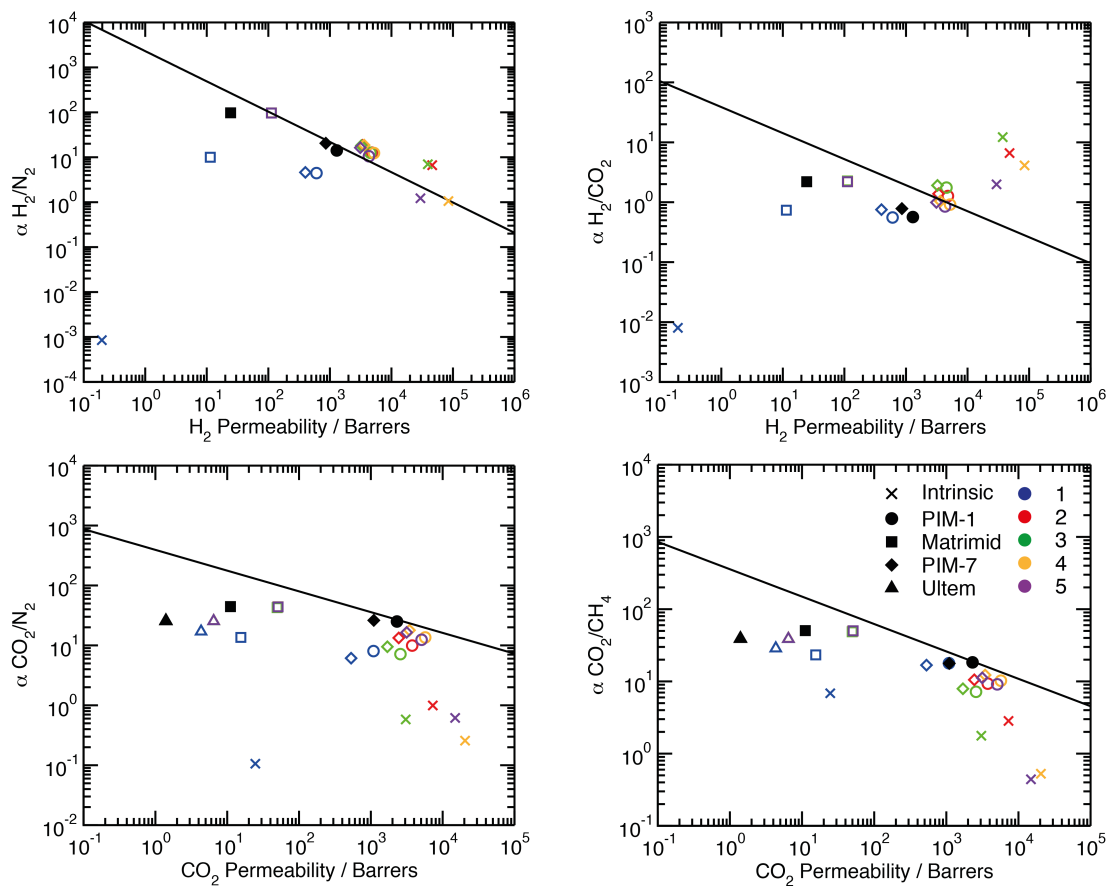 10^4
10^3
10^2
10^1
10^0
10^-1
10^-2
10^-3
10^-4
α H2/N2
10^-1 10^0 10^1 10^2 10^3 10^4 10^5 10^6
H2 Permeability / Barrers
10^3
10^2
10^1
10^0
10^-1
10^-2
10^-3
α H2/CO2
10^-1 10^0 10^1 10^2 10^3 10^4 10^5 10^6
H2 Permeability / Barrers
10^4
10^3
10^2
10^1
10^0
10^-1
10^-2
α CO2/N2
10^-1 10^0 10^1 10^2 10^3 10^4 10^5
CO2 Permeability / Barrers
10^4
10^3
10^2
10^1
10^0
10^-1
α CO2/CH4
Intrinsic 1
PIM-1 2
Matrimid 3
PIM-7 4
Ultem 5
10^-1 10^0 10^1 10^2 10^3 10^4 10^5
CO2 Permeability / Barrers